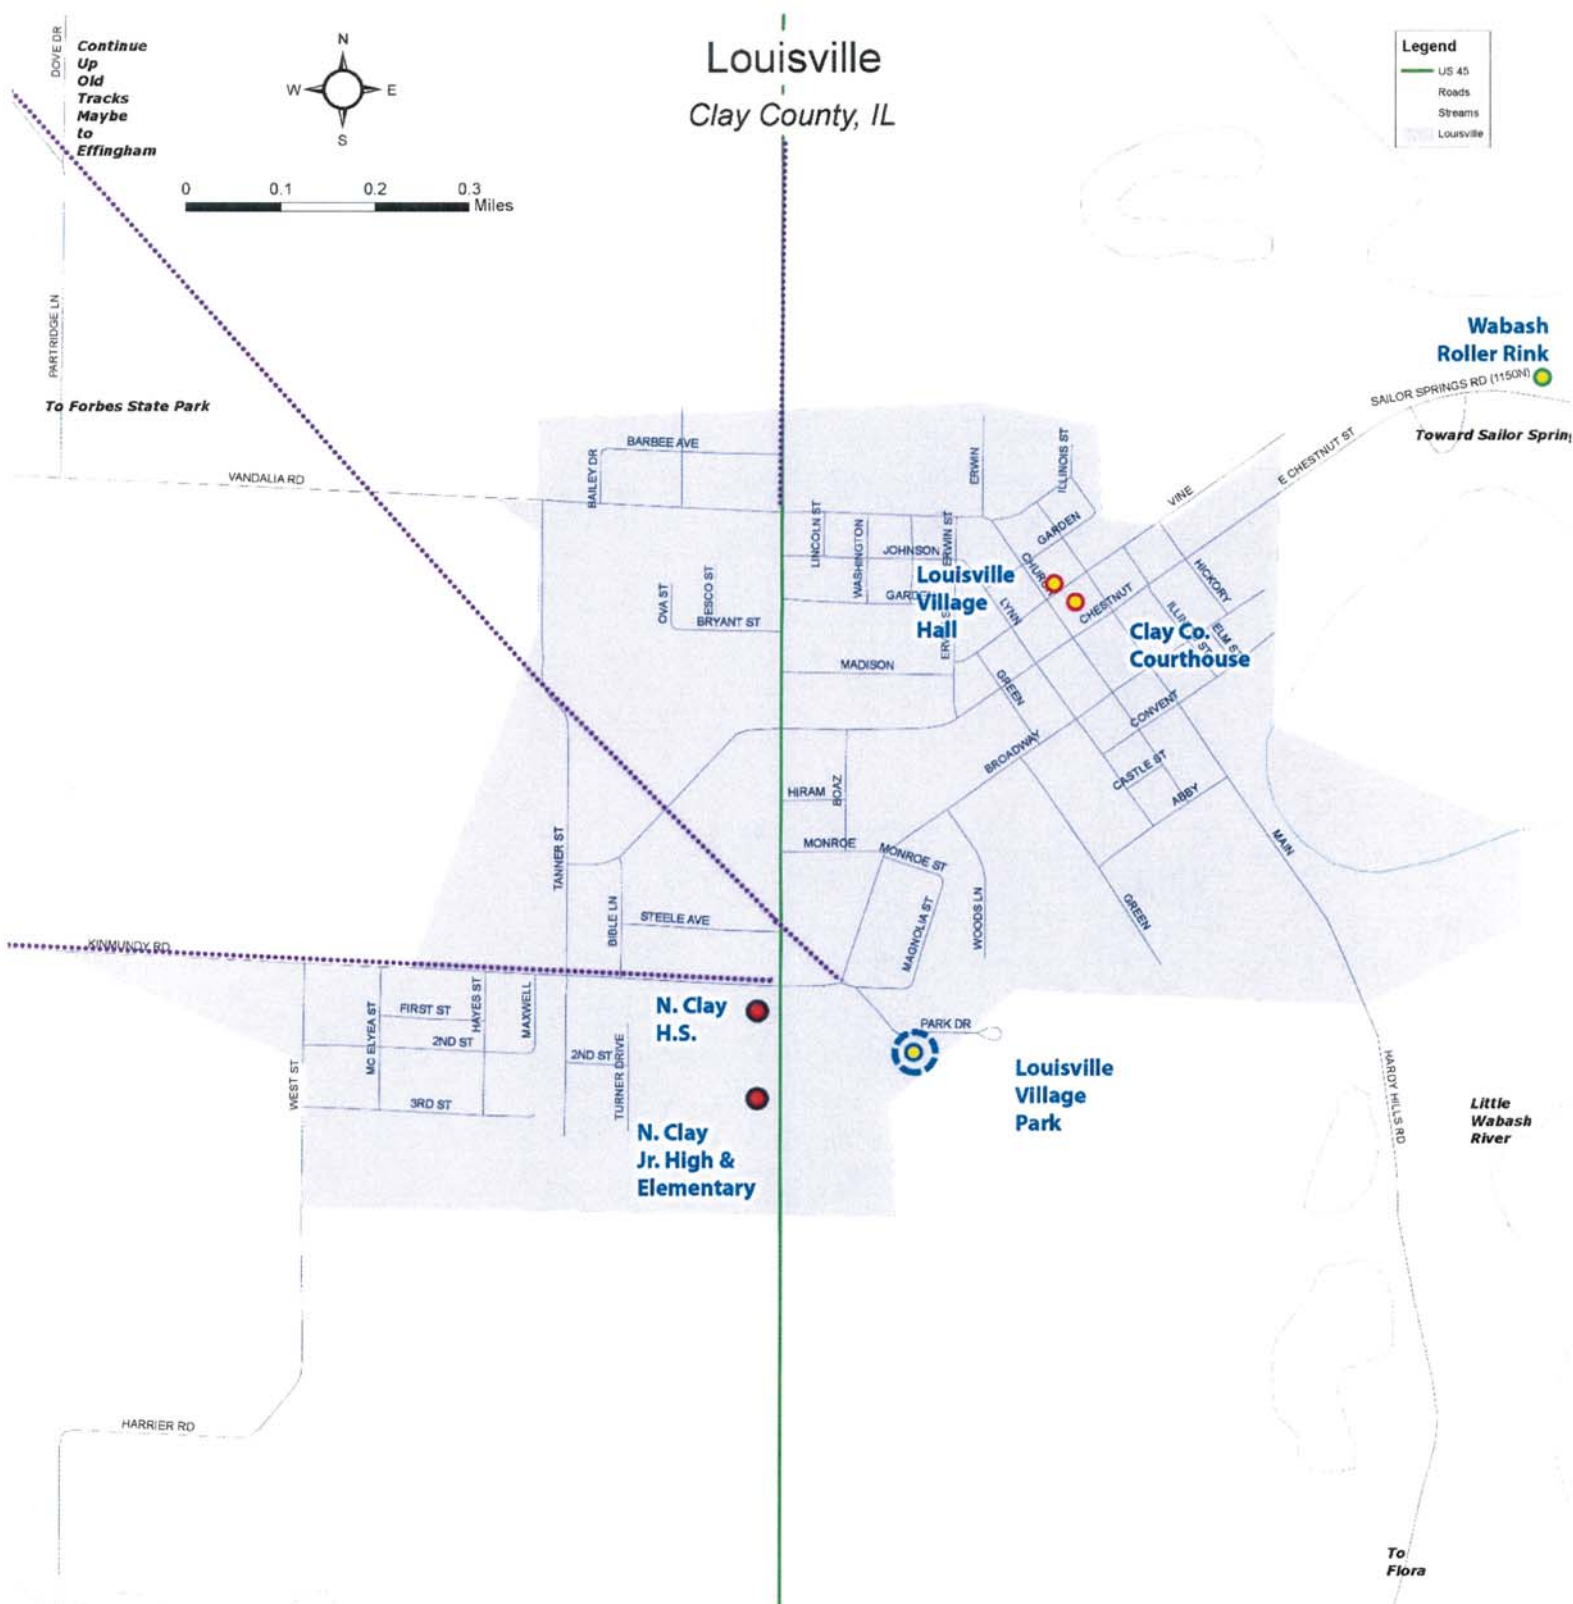 Louisville
Clay County, IL
Legend
US 45
Roads
Streams
Louisville
DOVE DR
Continue
Up
Old
Tracks
Maybe
to
Effingham
N
W
E
S
0 0.1 0.2 0.3
Miles
PARTRIDGE LN
To Forbes State Park
VANDALIA RD
Wabash
Roller Rink
SAILOR SPRINGS RD (1150N)
Toward Sailor Spring
E CHESTNUT ST
VINE
BARBEE AVE
BAILEY DR
ERWIN
ILLINOIS ST
GARDEN
LINCOLN ST
WASHINGTON
JOHNSON
ERWIN ST
CHURC
Louisville
Village
Hall
GARDEN
LYNN
CHESTNUT
HICKORY
ELM S
Clay Co.
Courthouse
OVA ST
ESCO ST
BRYANT ST
MADISON
GREEN
CONVENT
BROADWAY
CASTLE ST
ABBY
HIRAM
BOAZ
MONROE
MONROE ST
MAIN
TANNER ST
BIBLE LN
STEELE AVE
MAGNOLIA ST
WOODS LN
GREEN
KINMUNDY RD
MC ELYEA ST
FIRST ST
HAYES ST
MAXWELL
2ND ST
2ND ST
TURNER DRIVE
WEST ST
3RD ST
N. Clay
H.S.
PARK DR
Louisville
Village
Park
N. Clay
Jr. High &
Elementary
HARDY HILLS RD
Little
Wabash
River
HARRIER RD
To
Flora